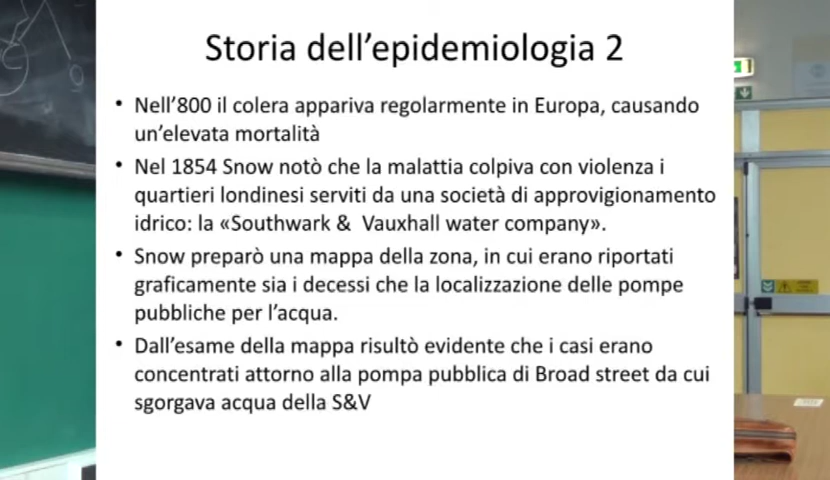 Storia dell’epidemiologia 2
• Nell’800 il colera appariva regolarmente in Europa, causando
un’elevata mortalità
• Nel 1854 Snow notò che la malattia colpiva con violenza i
quartieri londinesi serviti da una società di approvigionamento
idrico: la «Southwark & Vauxhall water company».
• Snow preparò una mappa della zona, in cui erano riportati
graficamente sia i decessi che la localizzazione delle pompe
pubbliche per l’acqua.
• Dall’esame della mappa risultò evidente che i casi erano
concentrati attorno alla pompa pubblica di Broad street da cui
sgorgava acqua della S&V